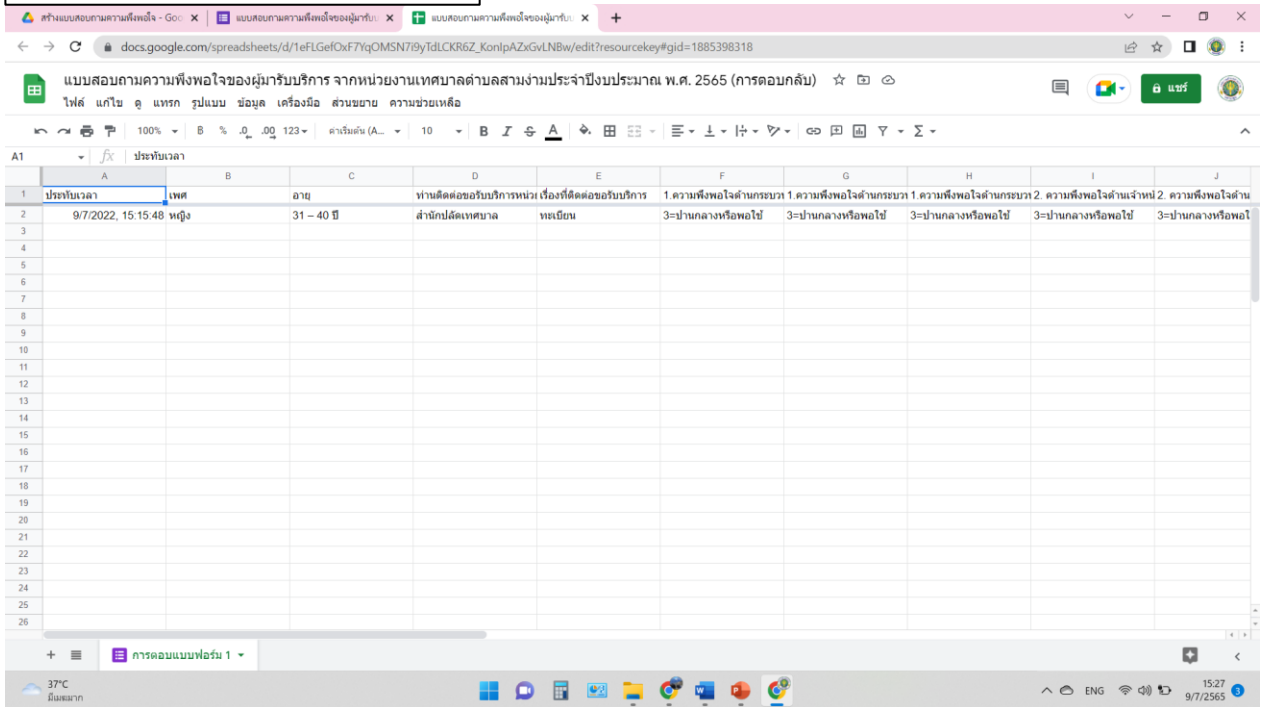 สร้างแบบสอบถามความพึงพอใจ - Goo
แบบสอบถามความพึงพอใจของผู้มารับบ
แบบสอบถามความพึงพอใจของผู้มารับบ
docs.google.com/spreadsheets/d/1eFLGefOxF7YqOMSN7i9yTdLCKR6Z_KonlpAZxGvLNBw/edit?resourcekey#gid=1885398318
แบบสอบถามความพึงพอใจของผู้มารับบริการ จากหน่วยงานเทศบาลตำบลสามง่ามประจำปีงบประมาณ พ.ศ. 2565 (การตอบกลับ)
แชร์
ไฟล์ แก้ไข ดู แทรก รูปแบบ ข้อมูล เครื่องมือ ส่วนขยาย ความช่วยเหลือ
100% B % .0 .00 123 ค่าเริ่มต้น (A... 10 B I S A
A1 fx ประทับเวลา
A B C D E F G H I J
1 ประทับเวลา เพศ อายุ ท่านติดต่อขอรับบริการหน่วย เรื่องที่ติดต่อขอรับบริการ 1.ความพึงพอใจด้านกระบวน 1.ความพึงพอใจด้านกระบวน 1.ความพึงพอใจด้านกระบวน 2. ความพึงพอใจด้านเจ้าหน้ 2. ความพึงพอใจด้าน
2 9/7/2022, 15:15:48 หญิง 31 – 40 ปี สำนักปลัดเทศบาล ทะเบียน 3=ปานกลางหรือพอใช้ 3=ปานกลางหรือพอใช้ 3=ปานกลางหรือพอใช้ 3=ปานกลางหรือพอใช้ 3=ปานกลางหรือพอใ
3
4
5
6
7
8
9
10
11
12
13
14
15
16
17
18
19
20
21
22
23
24
25
26
การตอบแบบฟอร์ม 1
37°C
มีเมฆมาก
ENG
15:27
9/7/2565
3